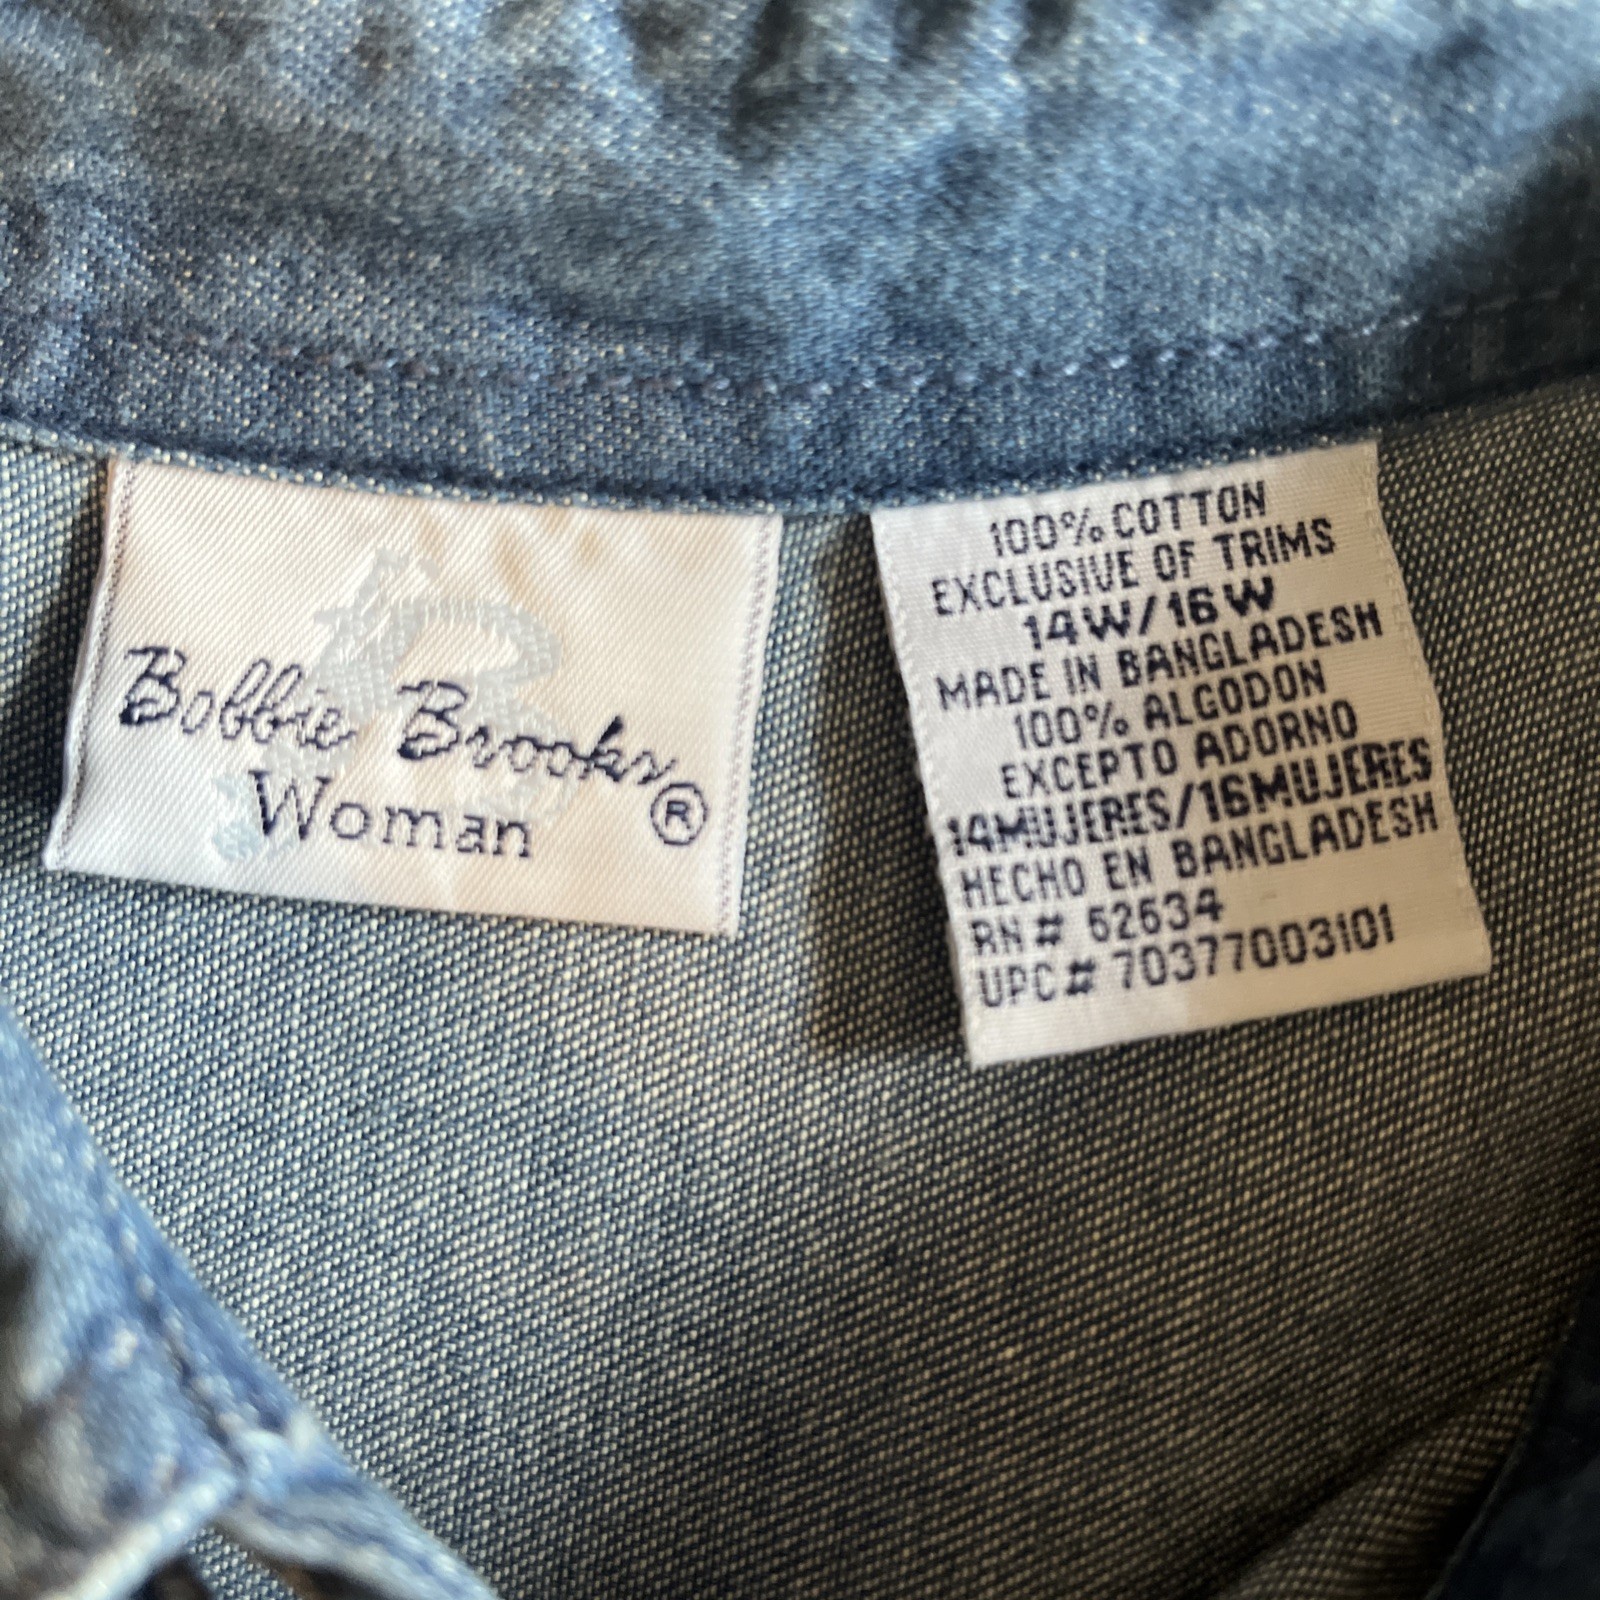 Bobbie Brooks®
Woman
100% COTTON
EXCLUSIVE OF TRIMS
14W/16W
MADE IN BANGLADESH
100% ALGODON
EXCEPTO ADORNO
14MUJERES/16MUJERES
HECHO EN BANGLADESH
RN# 62634
UPC# 70377003101